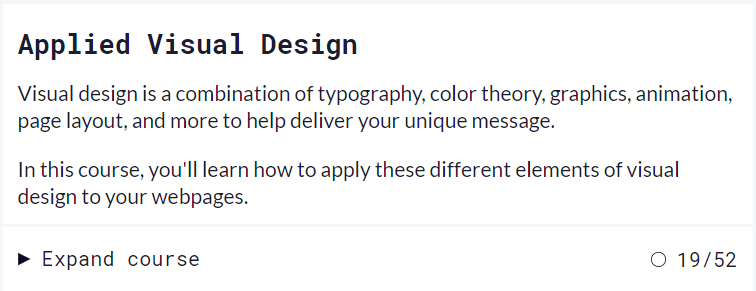 Applied Visual Design
Visual design is a combination of typography, color theory, graphics, animation,
page layout, and more to help deliver your unique message.
In this course, you'll learn how to apply these different elements of visual
design to your webpages.
Expand course
19/52